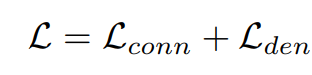 ℒ = ℒ_{conn} + ℒ_{den}